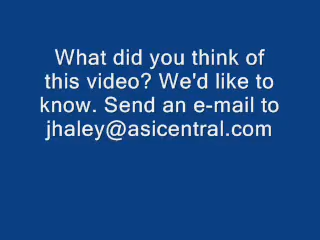 What did you think of
this video? We'd like to
know. Send an e-mail to
jhaley@asicentral.com